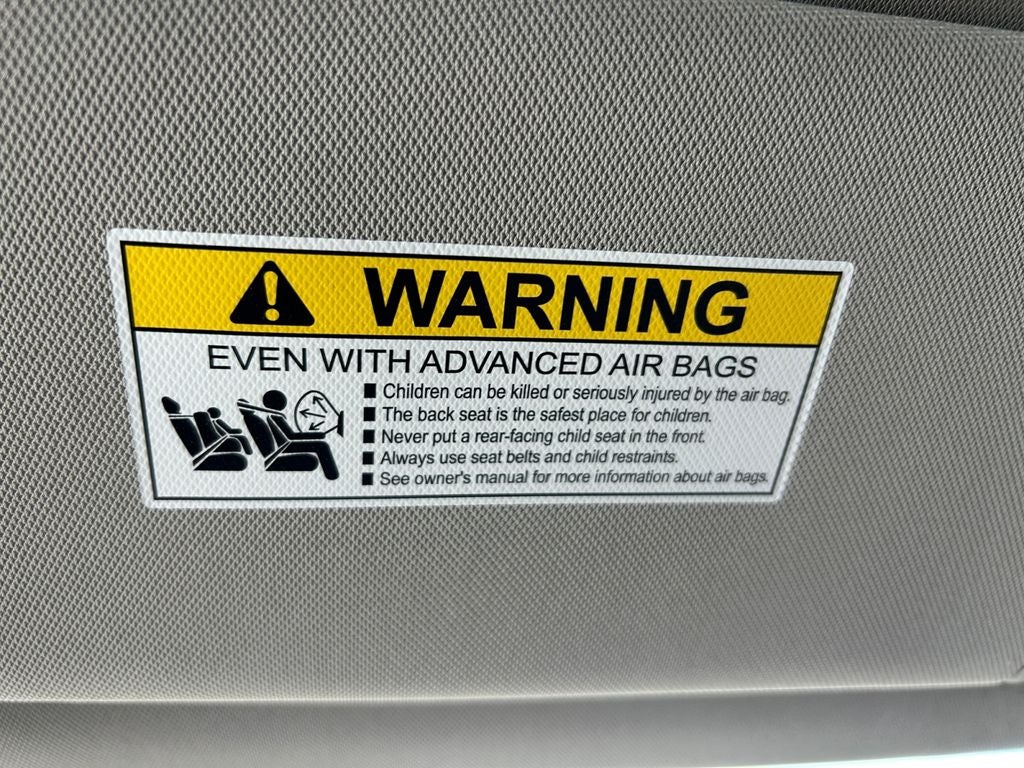 WARNING
EVEN WITH ADVANCED AIR BAGS
■ Children can be killed or seriously injured by the air bag.
■ The back seat is the safest place for children.
■ Never put a rear-facing child seat in the front.
■ Always use seat belts and child restraints.
■ See owner's manual for more information about air bags.